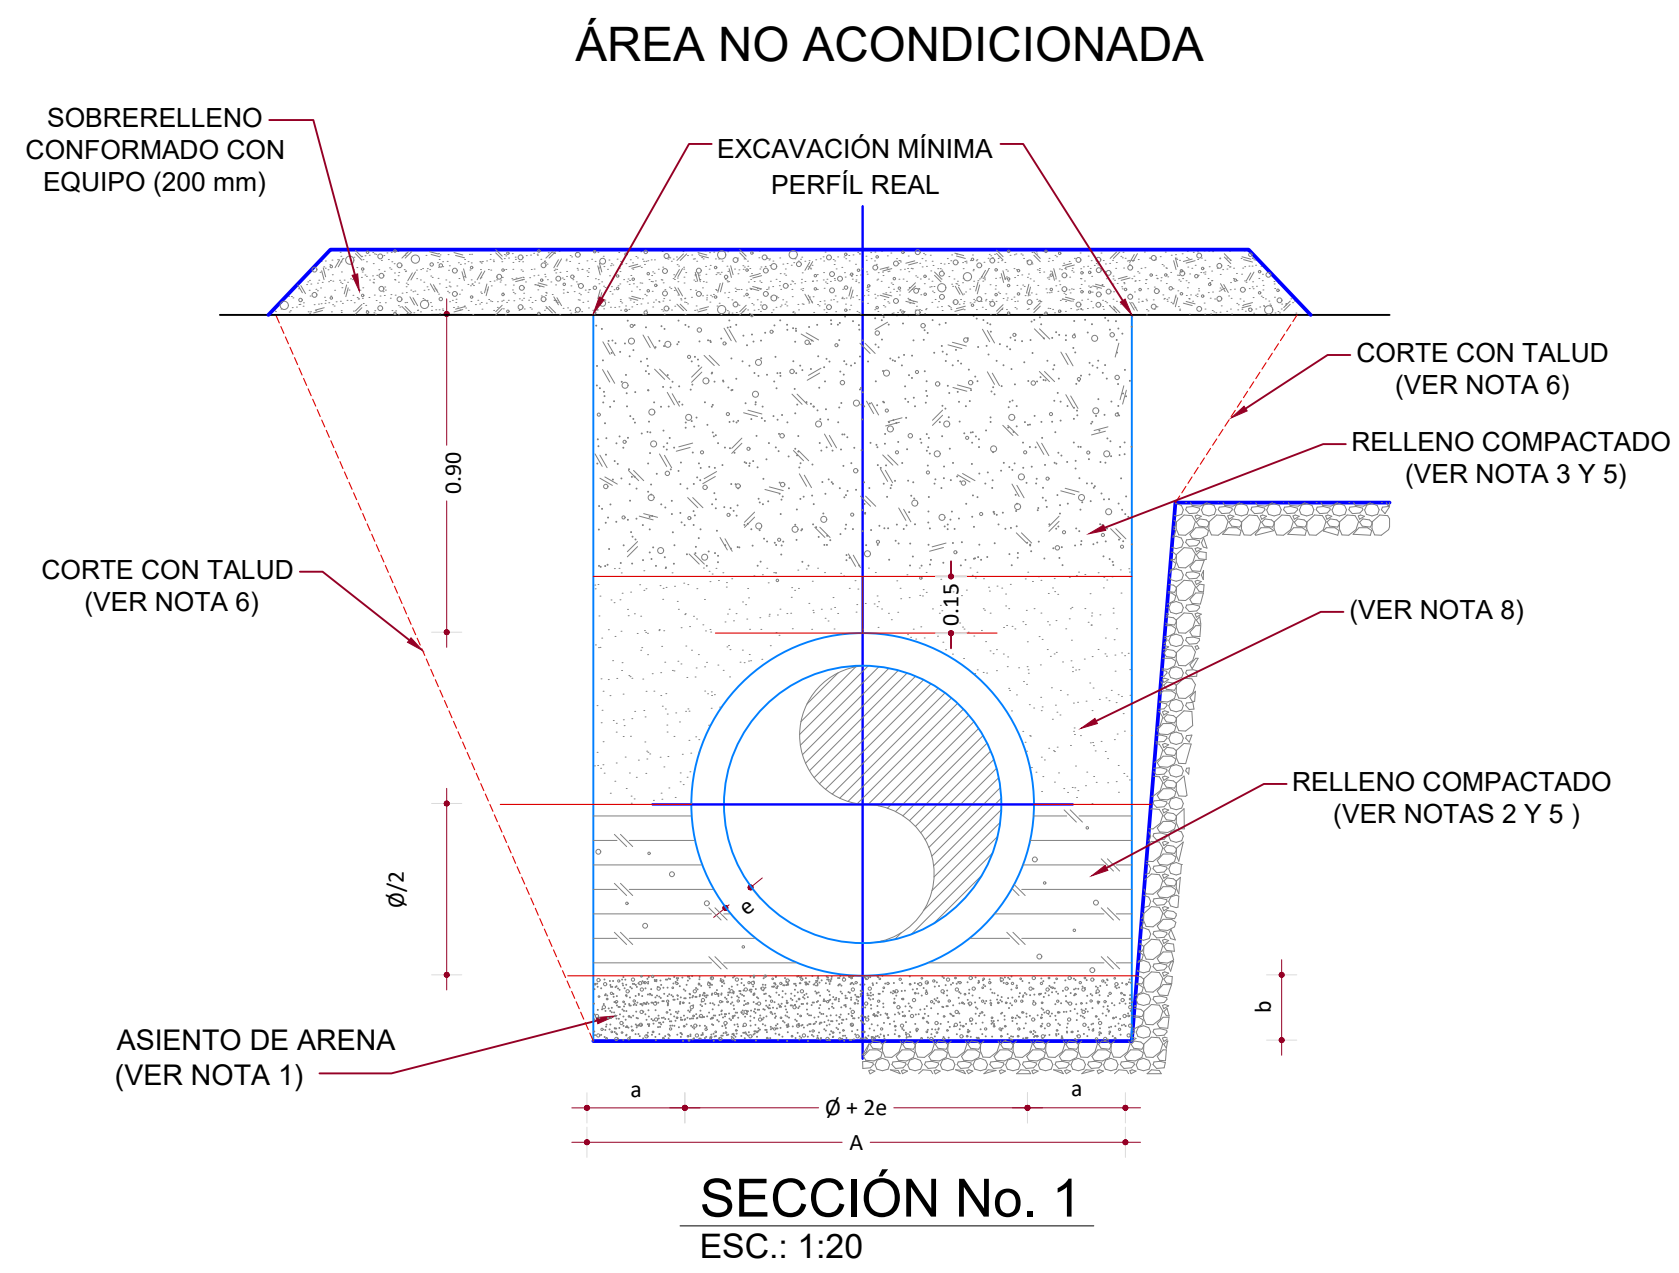 ÁREA NO ACONDICIONADA
SOBRERELLENO
CONFORMADO CON
EQUIPO (200 mm)
EXCAVACIÓN MÍNIMA
PERFÍL REAL
CORTE CON TALUD
(VER NOTA 6)
RELLENO COMPACTADO
(VER NOTA 3 Y 5)
0.90
CORTE CON TALUD
(VER NOTA 6)
0.15
(VER NOTA 8)
RELLENO COMPACTADO
(VER NOTAS 2 Y 5 )
Ø/2
e
b
ASIENTO DE ARENA
(VER NOTA 1)
a
Ø + 2e
a
A
SECCIÓN No. 1
ESC.: 1:20